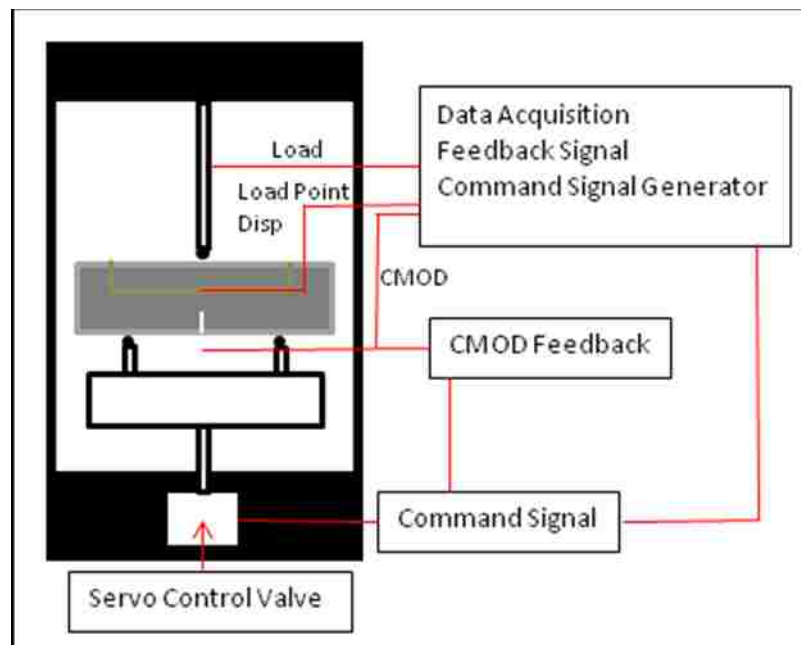 Data Acquisition
Feedback Signal
Command Signal Generator
Load
Load Point
Disp
CMOD
CMOD Feedback
Command Signal
Servo Control Valve